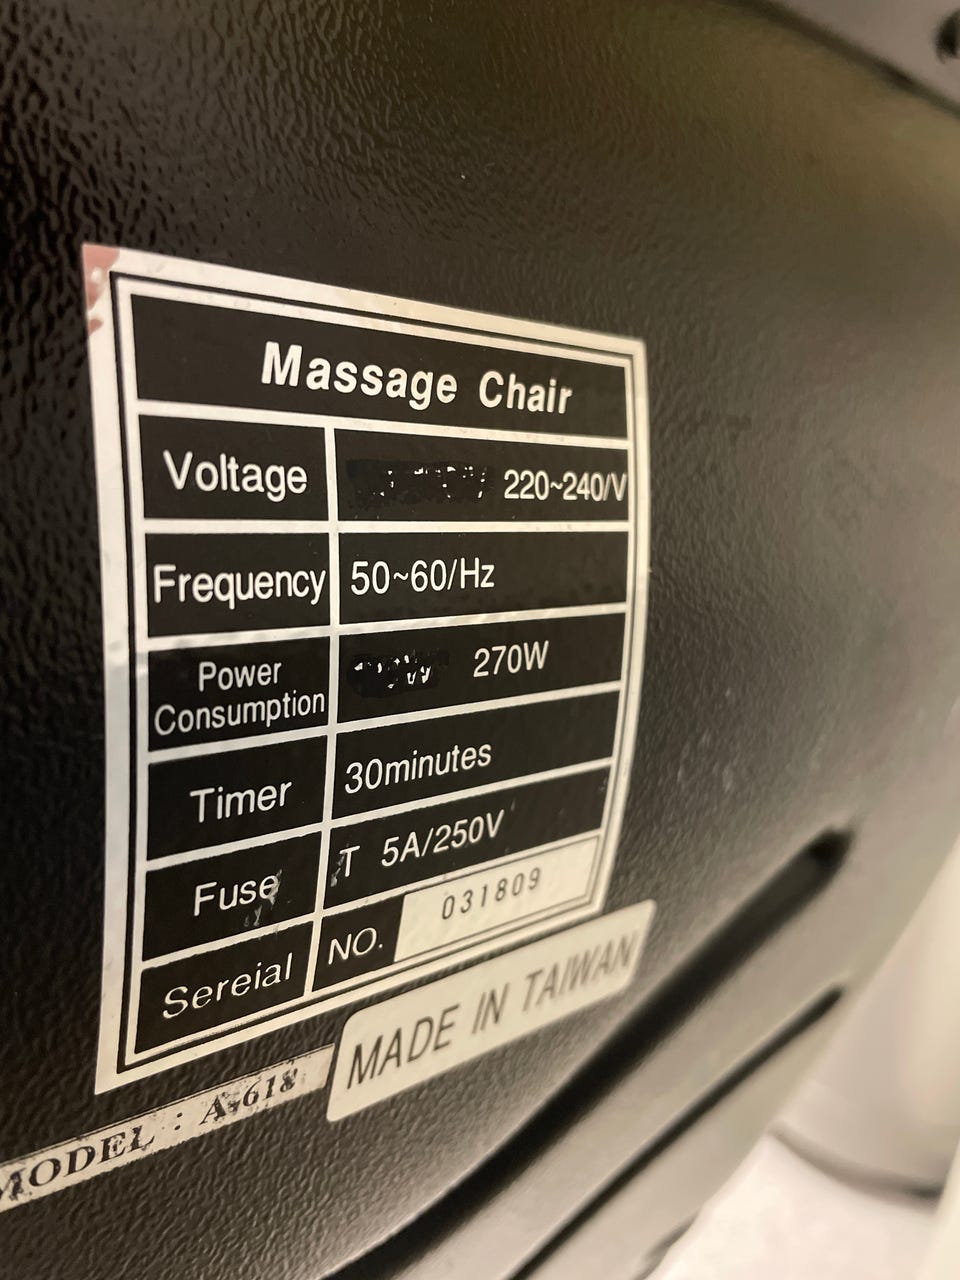 Massage Chair
Voltage 220~240/V
Frequency 50~60/Hz
Power Consumption 270W
Timer 30minutes
Fuse T 5A/250V
Sereial NO. 031809
MADE IN TAIWAN
MODEL : A-618